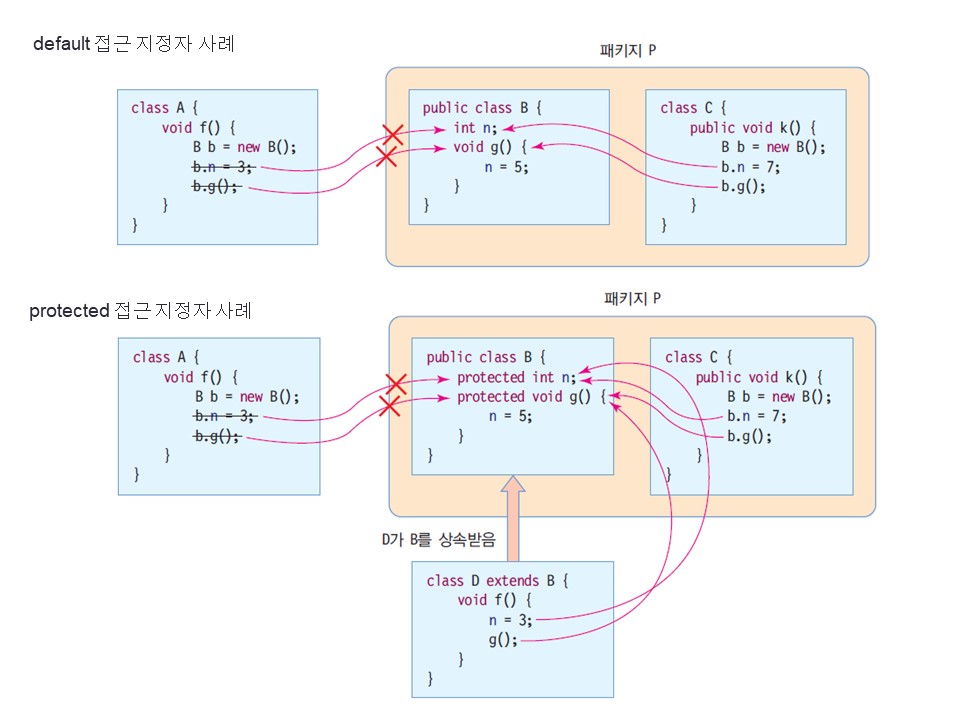 default 접근 지정자 사례
패키지 P
class A {
void f() {
B b = new B();
b.n = 3;
b.g();
}
}
public class B {
int n;
void g() {
n = 5;
}
}
class C {
public void k() {
B b = new B();
b.n = 7;
b.g();
}
}
protected 접근 지정자 사례
패키지 P
class A {
void f() {
B b = new B();
b.n = 3;
b.g();
}
}
public class B {
protected int n;
protected void g() {
n = 5;
}
}
class C {
public void k() {
B b = new B();
b.n = 7;
b.g();
}
}
D가 B를 상속받음
class D extends B {
void f() {
n = 3;
g();
}
}